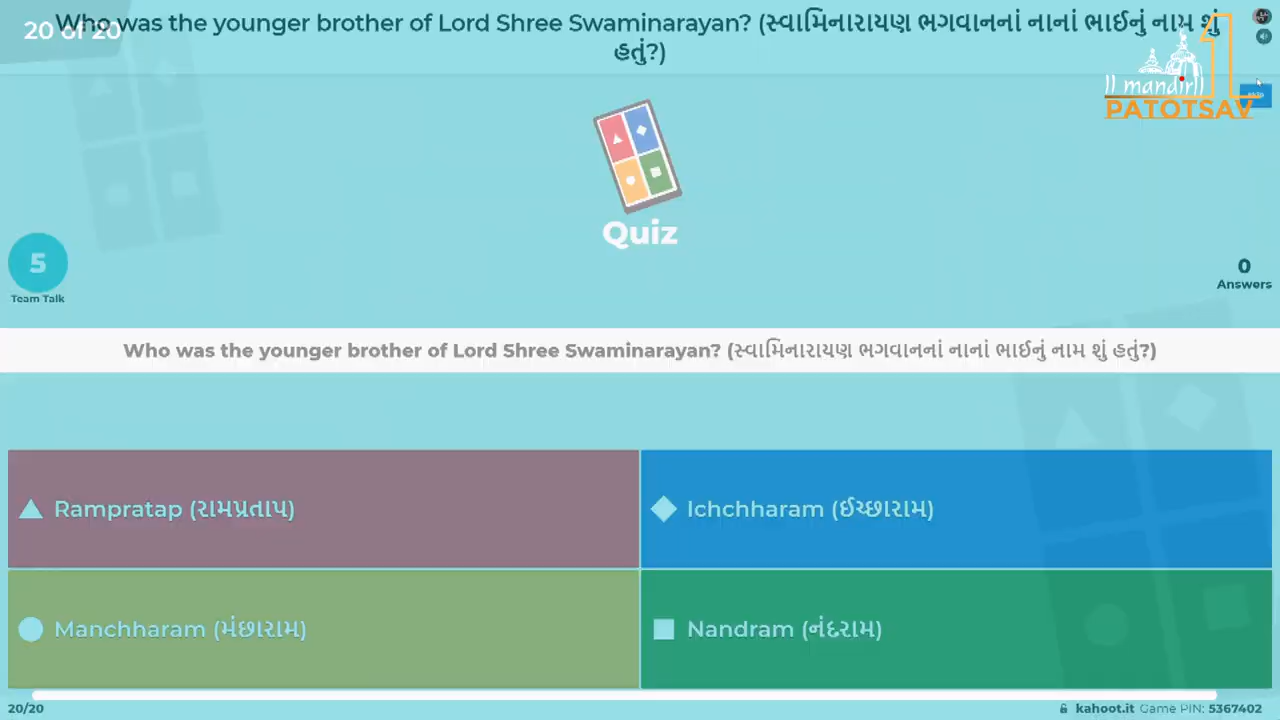 20 of 20
Who was the younger brother of Lord Shree Swaminarayan? (સ્વામિનારાયણ ભગવાનનાં નાનાં ભાઈનું નામ શું
હતું?)
|| mandir ||
1
PATOTSAV
Quiz
5
Team Talk
0
Answers
Who was the younger brother of Lord Shree Swaminarayan? (સ્વામિનારાયણ ભગવાનનાં નાનાં ભાઈનું નામ શું હતું?)
Rampratap (રામપ્રતાપ)
Ichchharam (ઈચ્છારામ)
Manchharam (મંછારામ)
Nandram (નંદરામ)
20/20
kahoot.it Game PIN: 5367402